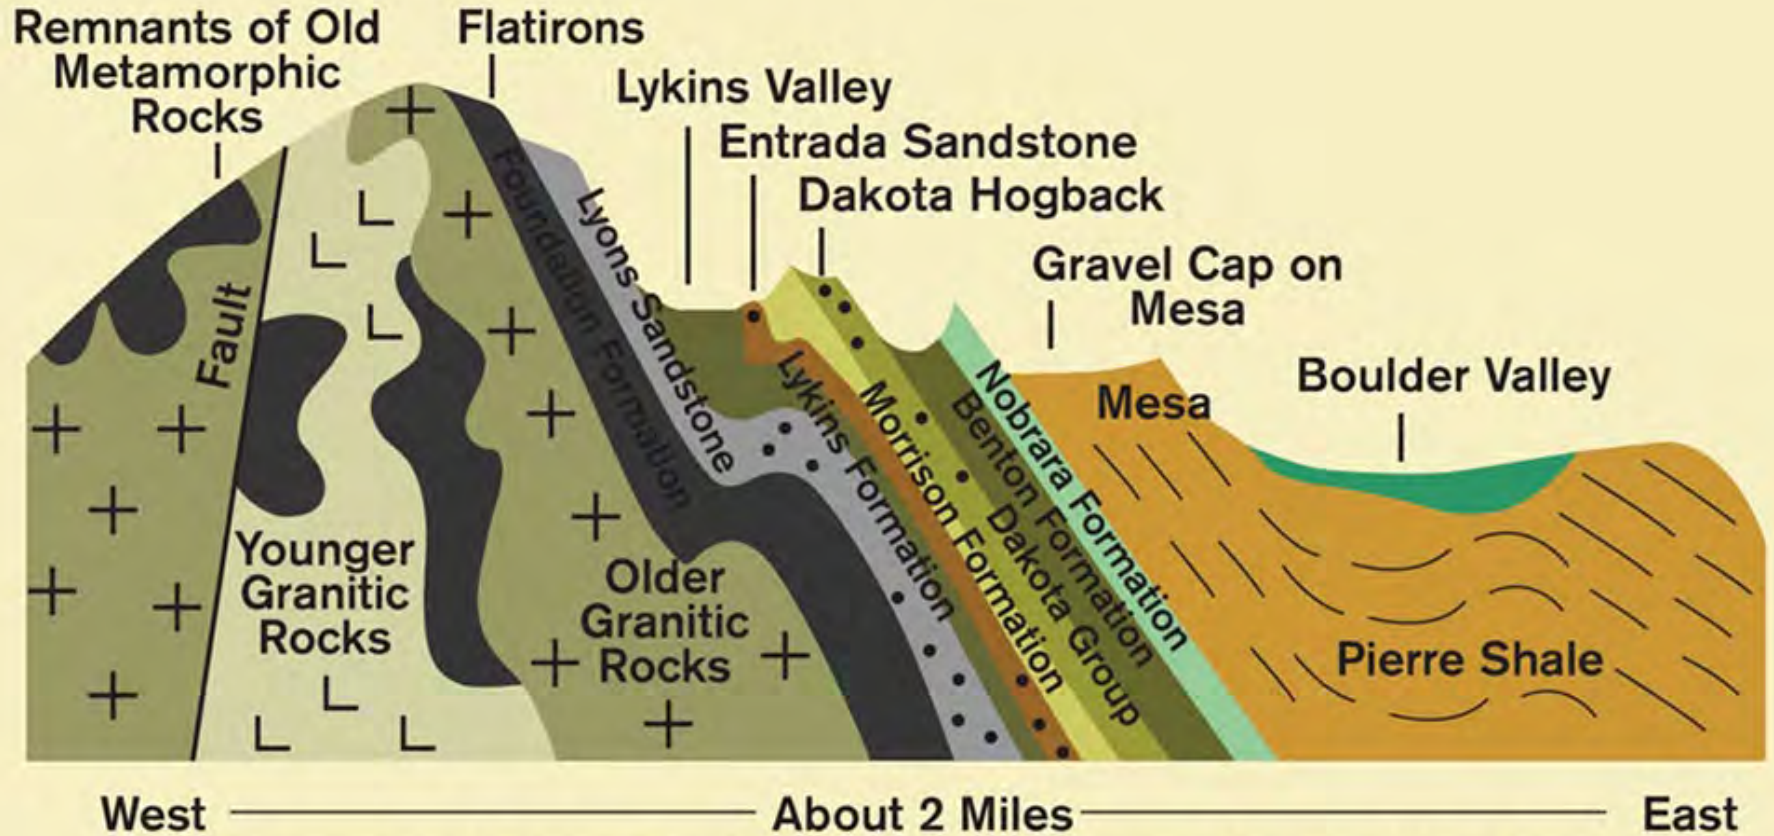 Remnants of Old
Metamorphic
Rocks
Flatirons
Lykins Valley
Entrada Sandstone
Dakota Hogback
Gravel Cap on
Mesa
Boulder Valley
Fault
Foundation Formation
Lyons Sandstone
Lykins Formation
Morrison Formation
Dakota Group
Benton Formation
Nobrara Formation
Mesa
Younger
Granitic
Rocks
Older
Granitic
Rocks
Pierre Shale
West
About 2 Miles
East